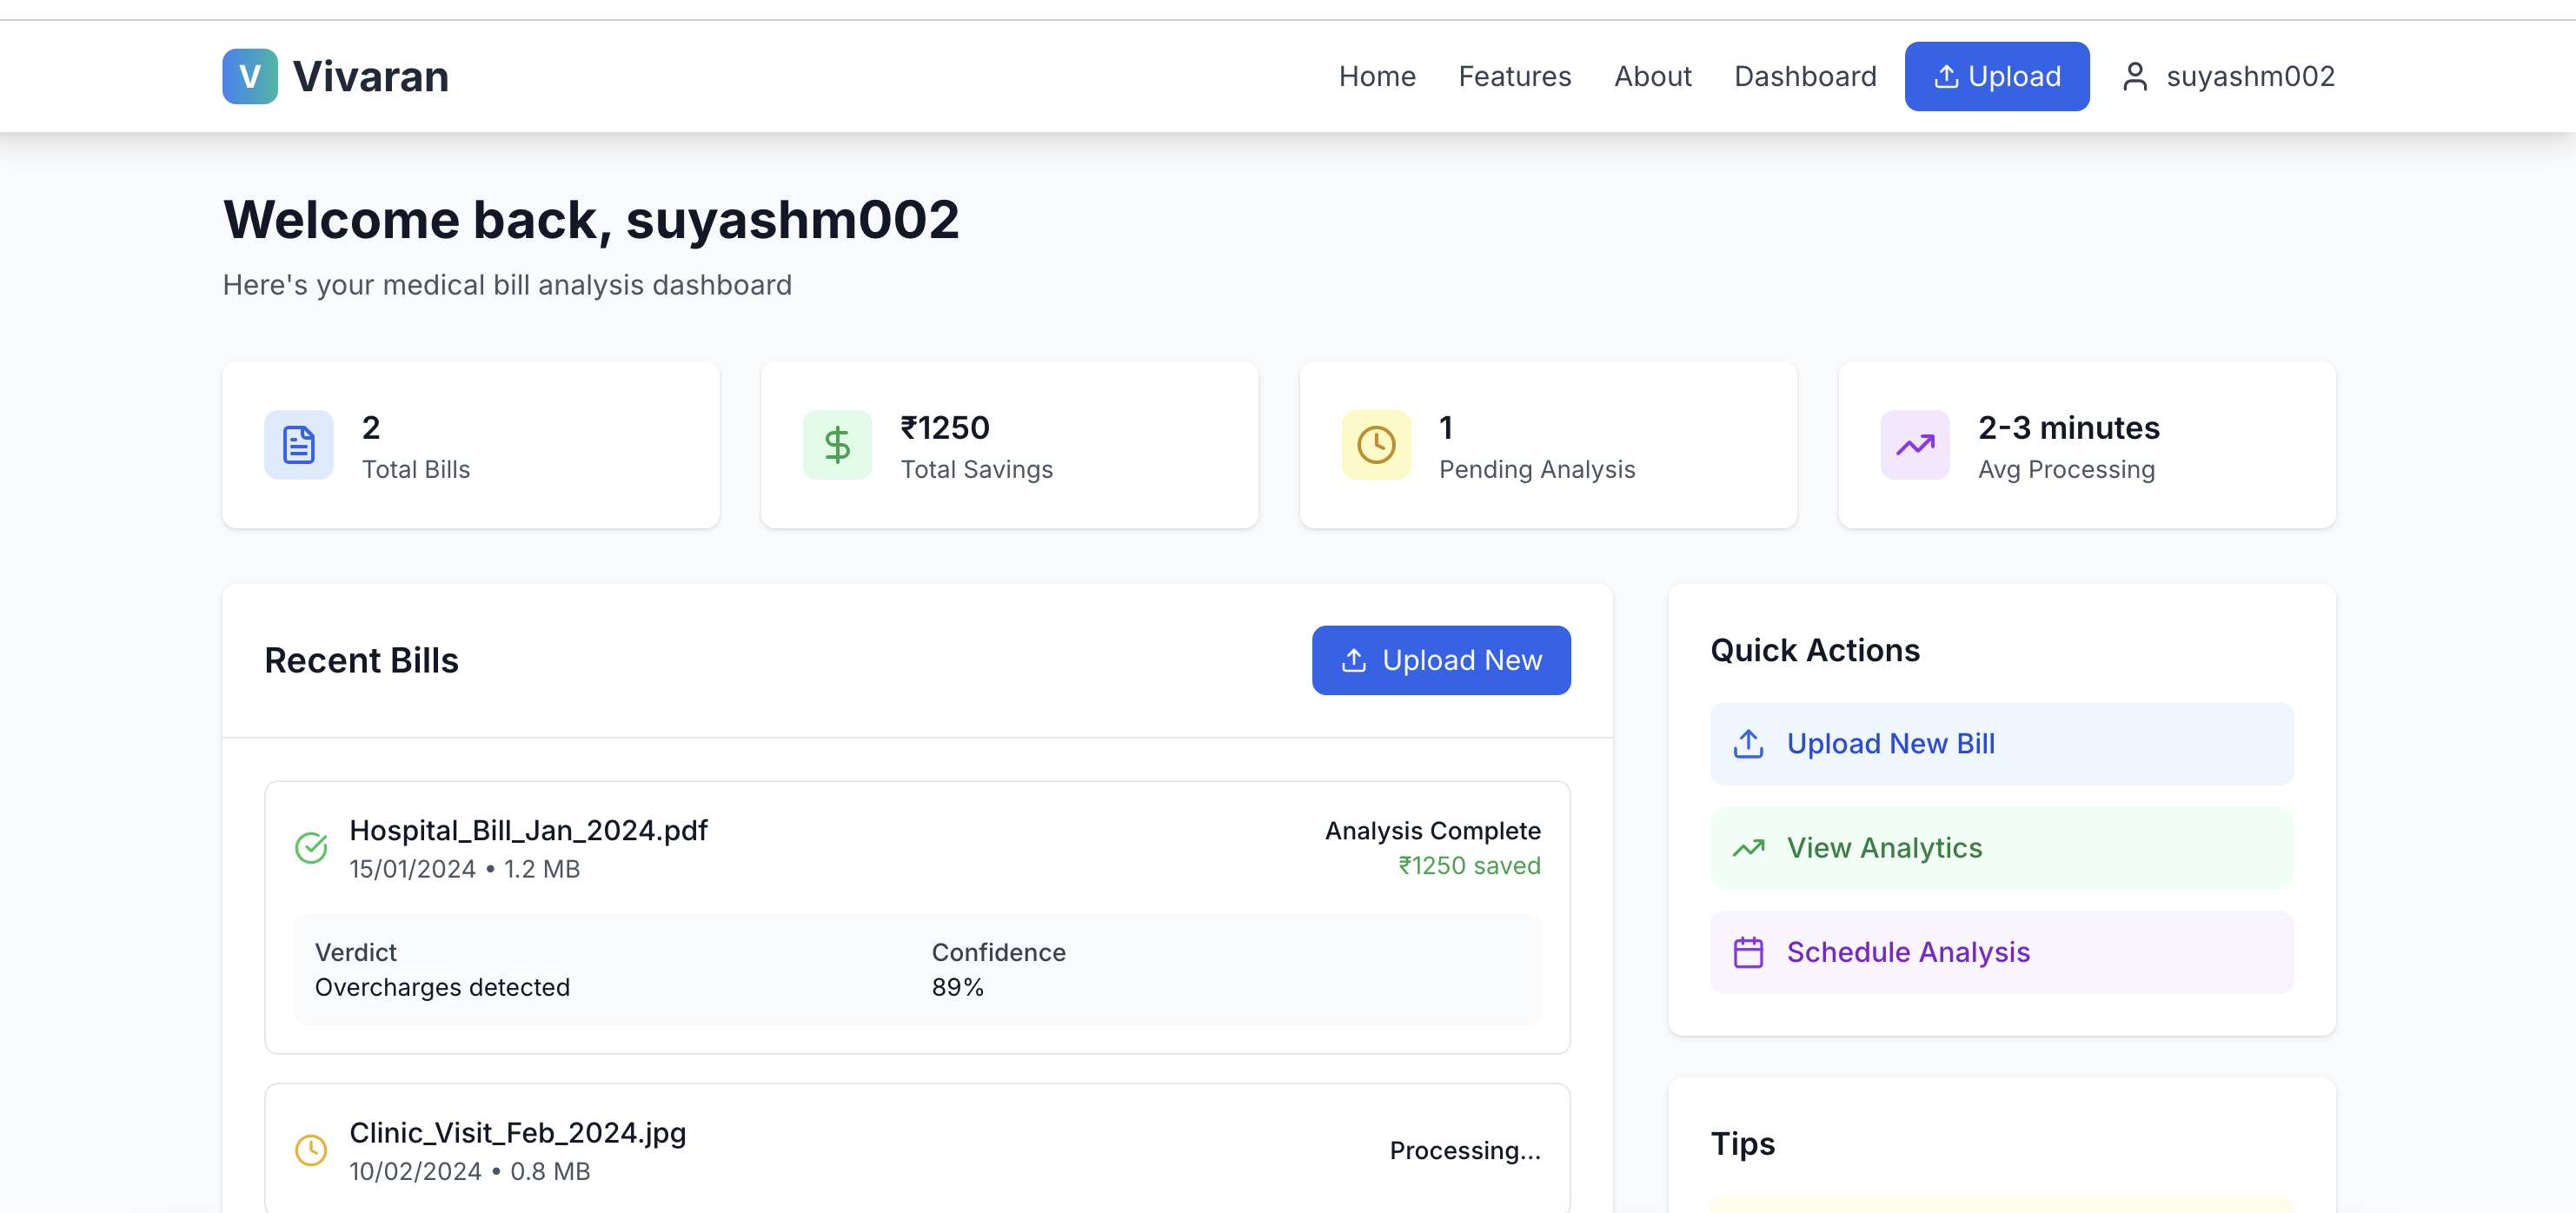 V Vivaran
Home Features About Dashboard Upload suyashm002
Welcome back, suyashm002
Here's your medical bill analysis dashboard
2
Total Bills
₹1250
Total Savings
1
Pending Analysis
2-3 minutes
Avg Processing
Recent Bills
Upload New
Hospital_Bill_Jan_2024.pdf
15/01/2024 • 1.2 MB
Analysis Complete
₹1250 saved
Verdict
Overcharges detected
Confidence
89%
Clinic_Visit_Feb_2024.jpg
10/02/2024 • 0.8 MB
Processing...
Quick Actions
Upload New Bill
View Analytics
Schedule Analysis
Tips